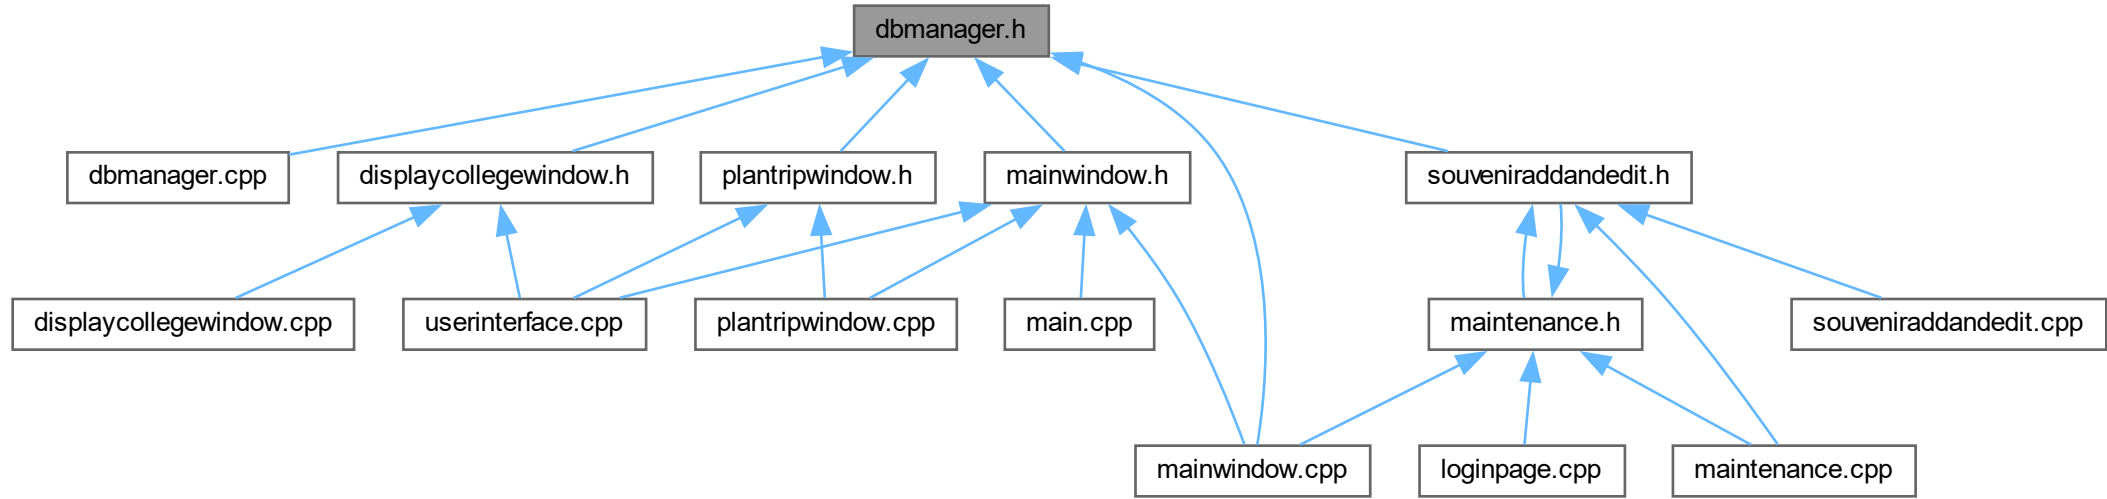 dbmanager.h
dbmanager.cpp
displaycollegewindow.h
plantripwindow.h
mainwindow.h
souveniraddandedit.h
displaycollegewindow.cpp
userinterface.cpp
plantripwindow.cpp
main.cpp
maintenance.h
souveniraddandedit.cpp
mainwindow.cpp
loginpage.cpp
maintenance.cpp